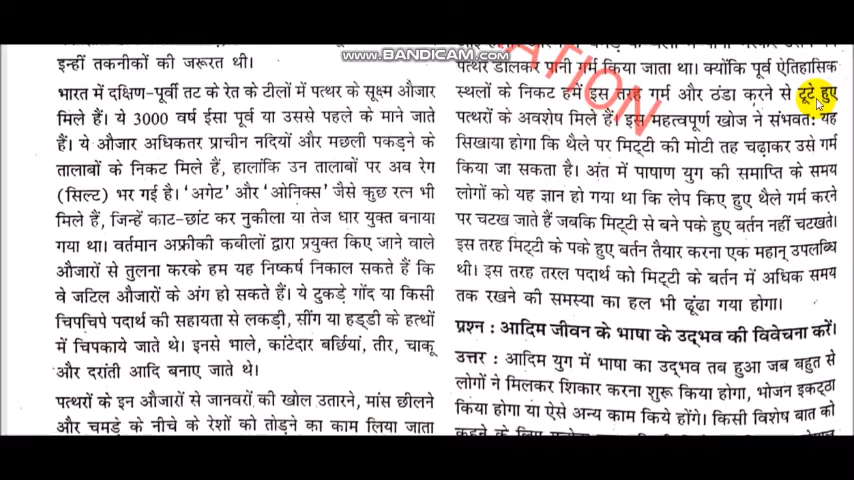 www.BANDICAM.com
इन्हीं तकनीकों की जरूरत थी।
भारत में दक्षिण-पूर्वी तट के रेत के टीलों में पत्थर के सूक्ष्म औजार
मिले हैं। ये 3000 वर्ष ईसा पूर्व या उससे पहले के माने जाते
हैं। ये औजार अधिकतर प्राचीन नदियों और मछली पकड़ने के
तालाबों के निकट मिले हैं, हालांकि उन तालाबों पर अब रेग
(सिल्ट) भर गई है। 'अगेट' और 'ओनिक्स' जैसे कुछ रत्न भी
मिले हैं, जिन्हें काट-छांट कर नुकीला या तेज धार युक्त बनाया
गया था। वर्तमान अफ्रीकी कबीलों द्वारा प्रयुक्त किए जाने वाले
औजारों से तुलना करके हम यह निष्कर्ष निकाल सकते हैं कि
वे जटिल औजारों के अंग हो सकते हैं। ये टुकड़े गोंद या किसी
चिपचिपे पदार्थ की सहायता से लकड़ी, सींग या हड्डी के हत्थों
में चिपकाये जाते थे। इनसे भाले, कांटेदार बर्छियां, तीर, चाकू
और दरांती आदि बनाए जाते थे।
पत्थरों के इन औजारों से जानवरों की खोल उतारने, मांस छीलने
और चमड़े के नीचे के रेशों को तोड़ने का काम लिया जाता
पत्थर डालकर पानी गर्म किया जाता था। क्योंकि पूर्व ऐतिहासिक
स्थलों के निकट हमें इस तरह गर्म और ठंडा करने से टूटे हुए
पत्थरों के अवशेष मिले हैं। इस महत्वपूर्ण खोज ने संभवतः यह
सिखाया होगा कि थैले पर मिट्टी की मोटी तह चढ़ाकर उसे गर्म
किया जा सकता है। अंत में पाषाण युग की समाप्ति के समय
लोगों को यह ज्ञान हो गया था कि लेप किए हुए थैले गर्म करने
पर चटख जाते हैं जबकि मिट्टी से बने पके हुए बर्तन नहीं चटखते।
इस तरह मिट्टी के पके हुए बर्तन तैयार करना एक महान् उपलब्धि
थी। इस तरह तरल पदार्थ को मिट्टी के बर्तन में अधिक समय
तक रखने की समस्या का हल भी ढूंढा गया होगा।
प्रश्न : आदिम जीवन के भाषा के उद्भव की विवेचना करें।
उत्तर : आदिम युग में भाषा का उद्भव तब हुआ जब बहुत से
लोगों ने मिलकर शिकार करना शुरू किया होगा, भोजन इकट्ठा
किया होगा या ऐसे अन्य काम किये होंगे। किसी विशेष बात को